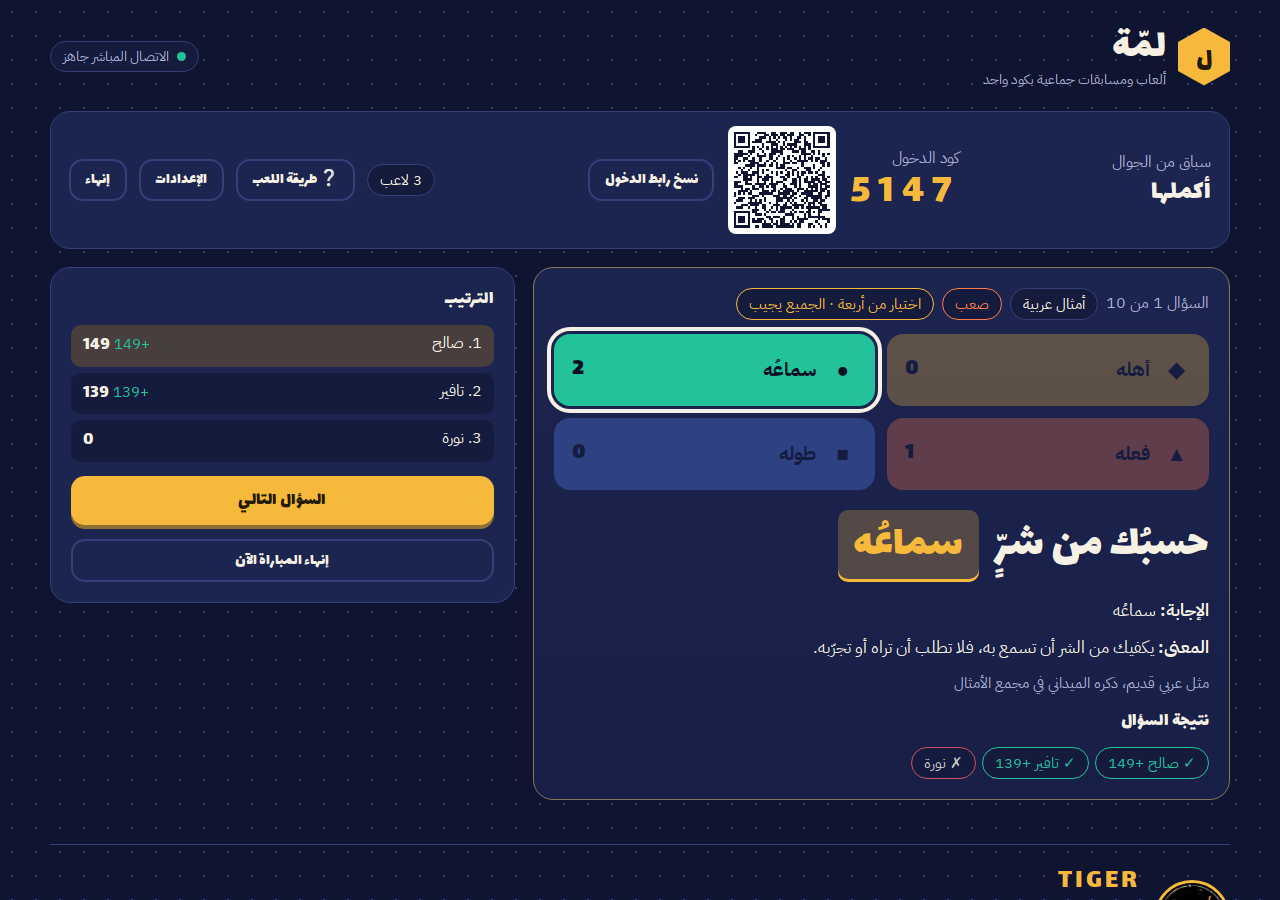 ل
لمّة
ألعاب ومسابقات جماعية بكود واحد
الاتصال المباشر جاهز
سباق من الجوال
أكملها
كود الدخول
5147
نسخ رابط الدخول
3 لاعب
❔ طريقة اللعب
الإعدادات
إنهاء
السؤال 1 من 10
أمثال عربية
صعب
اختيار من أربعة · الجميع يجيب
◆ أهله 0
● سماعُه 2
▲ فعله 1
■ طوله 0
حسبُك من شرٍّ سماعُه
الإجابة: سماعُه
المعنى: يكفيك من الشر أن تسمع به، فلا تطلب أن تراه أو تجرّبه.
مثل عربي قديم، ذكره الميداني في مجمع الأمثال
نتيجة السؤال
✓ صالح +149
✓ تافير +139
✗ نورة
الترتيب
1. صالح +149 149
2. تافير +139 139
3. نورة 0
السؤال التالي
إنهاء المباراة الآن
TIGER